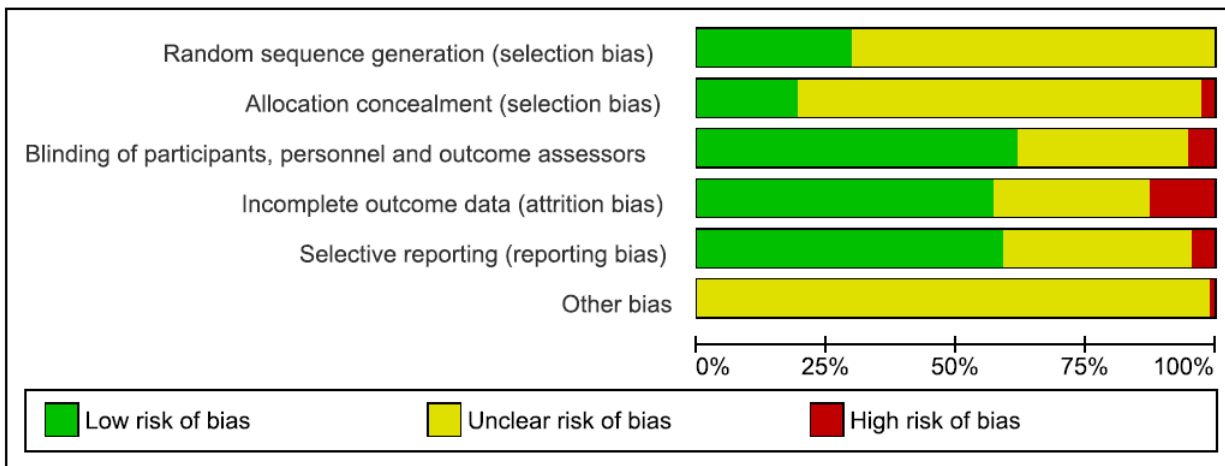 Random sequence generation (selection bias)
Allocation concealment (selection bias)
Blinding of participants, personnel and outcome assessors
Incomplete outcome data (attrition bias)
Selective reporting (reporting bias)
Other bias
0% 25% 50% 75% 100%
Low risk of bias Unclear risk of bias High risk of bias